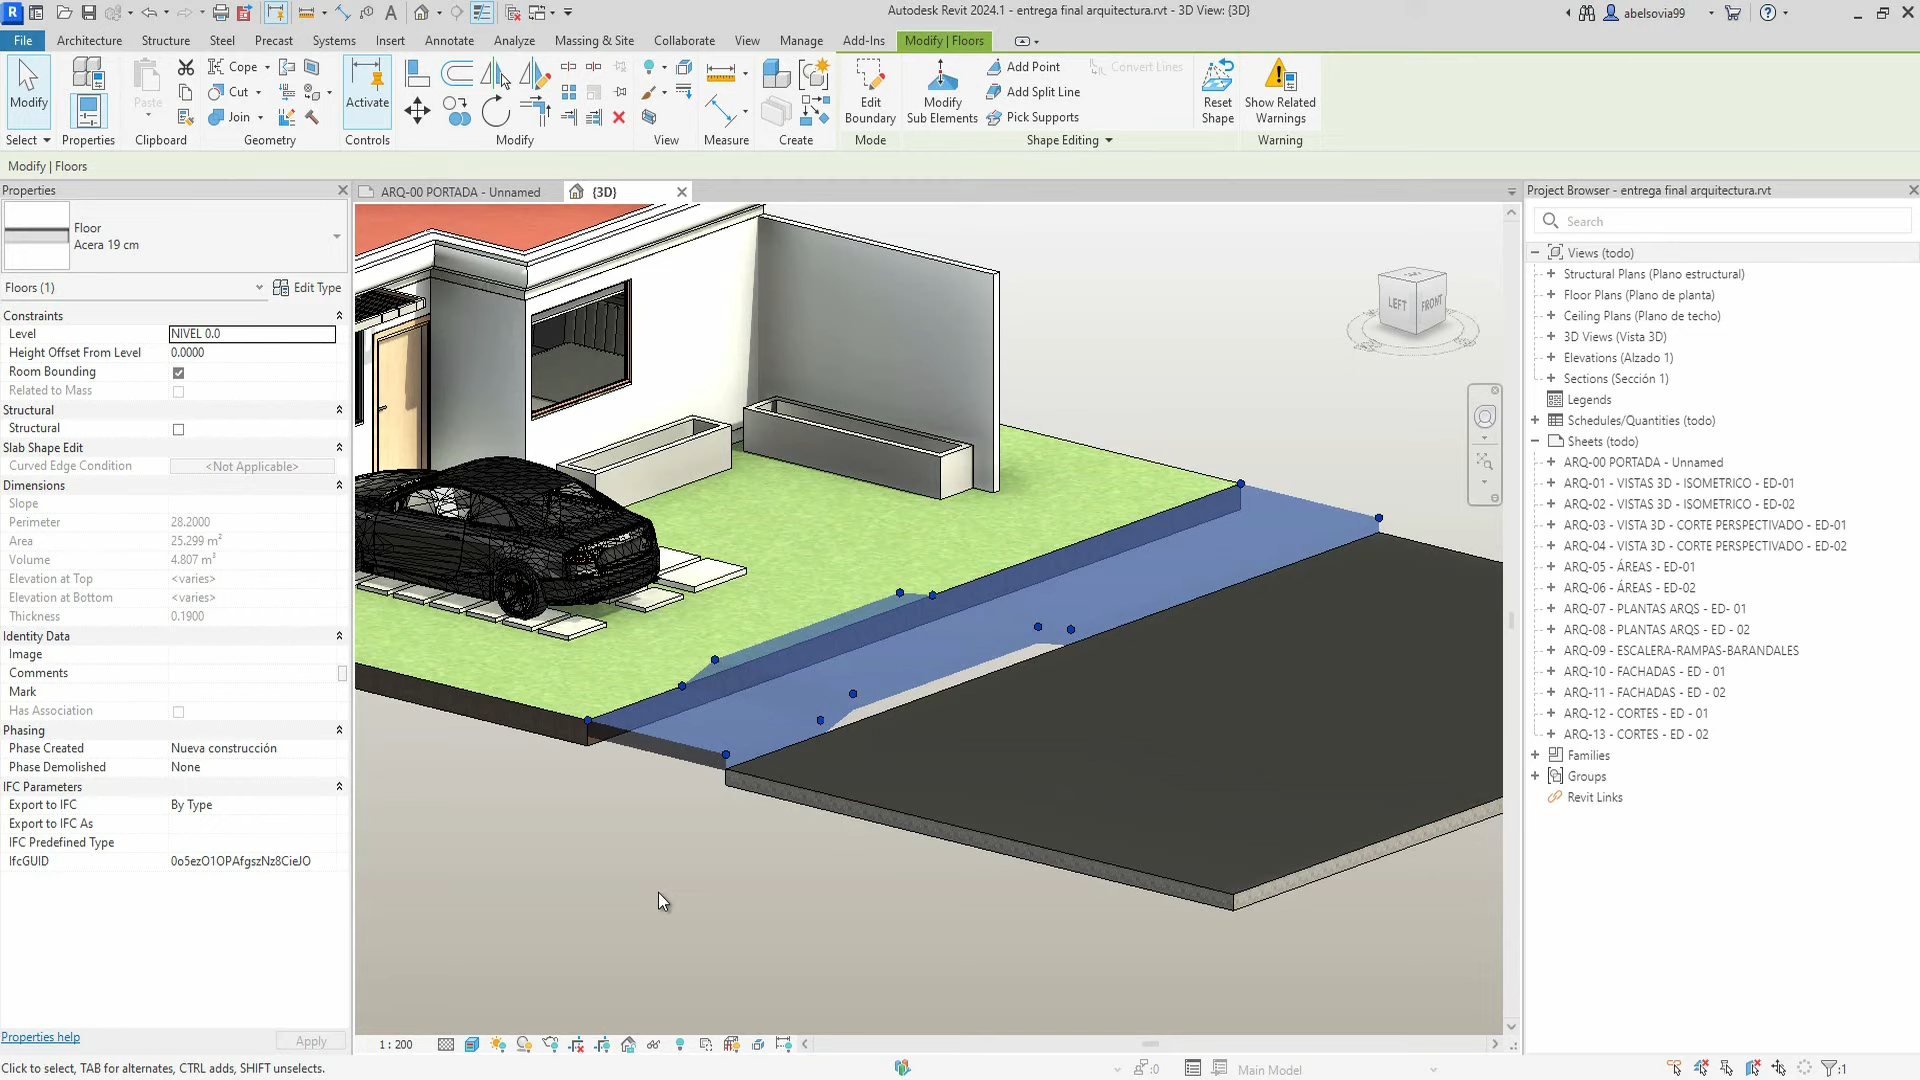 Autodesk Revit 2024.1 - entrega final arquitectura.rvt - 3D View: {3D}
abelsovia99
File
Architecture
Structure
Steel
Precast
Systems
Insert
Annotate
Analyze
Massing & Site
Collaborate
View
Manage
Add-Ins
Modify | Floors
Modify
Paste
Cope
Cut
Join
Activate
Edit
Boundary
Modify
Sub Elements
Add Point
Add Split Line
Pick Supports
Convert Lines
Reset
Shape
Show Related
Warnings
Select
Properties
Clipboard
Geometry
Controls
Modify
View
Measure
Create
Mode
Shape Editing
Warning
Modify | Floors
Properties
Floor
Acera 19 cm
Floors (1)
Edit Type
Constraints
Level NIVEL 0.0
Height Offset From Level 0.0000
Room Bounding
Related to Mass
Structural
Structural
Slab Shape Edit
Curved Edge Condition <Not Applicable>
Dimensions
Slope
Perimeter 28.2000
Area 25.299 m²
Volume 4.807 m³
Elevation at Top <varies>
Elevation at Bottom <varies>
Thickness 0.1900
Identity Data
Image
Comments
Mark
Has Association
Phasing
Phase Created Nueva construcción
Phase Demolished None
IFC Parameters
Export to IFC By Type
Export to IFC As
IFC Predefined Type
IfcGUID 0o5ezO1OPAfgszNz8CieJO
Properties help
Apply
ARQ-00 PORTADA - Unnamed
{3D}
LEFT
FRONT
1 : 200
Project Browser - entrega final arquitectura.rvt
Search
Views (todo)
Structural Plans (Plano estructural)
Floor Plans (Plano de planta)
Ceiling Plans (Plano de techo)
3D Views (Vista 3D)
Elevations (Alzado 1)
Sections (Sección 1)
Legends
Schedules/Quantities (todo)
Sheets (todo)
ARQ-00 PORTADA - Unnamed
ARQ-01 - VISTAS 3D - ISOMETRICO - ED-01
ARQ-02 - VISTAS 3D - ISOMETRICO - ED-02
ARQ-03 - VISTA 3D - CORTE PERSPECTIVADO - ED-01
ARQ-04 - VISTA 3D - CORTE PERSPECTIVADO - ED-02
ARQ-05 - ÁREAS - ED-01
ARQ-06 - ÁREAS - ED-02
ARQ-07 - PLANTAS ARQS - ED- 01
ARQ-08 - PLANTAS ARQS - ED - 02
ARQ-09 - ESCALERA-RAMPAS-BARANDALES
ARQ-10 - FACHADAS - ED - 01
ARQ-11 - FACHADAS - ED - 02
ARQ-12 - CORTES - ED - 01
ARQ-13 - CORTES - ED - 02
Families
Groups
Revit Links
Click to select, TAB for alternates, CTRL adds, SHIFT unselects.
:0
Main Model
:1